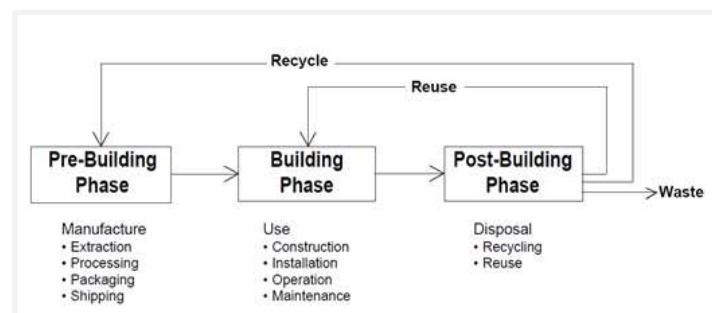 Recycle
Reuse
Pre-Building
Phase
Building
Phase
Post-Building
Phase
Waste
Manufacture
• Extraction
• Processing
• Packaging
• Shipping
Use
• Construction
• Installation
• Operation
• Maintenance
Disposal
• Recycling
• Reuse